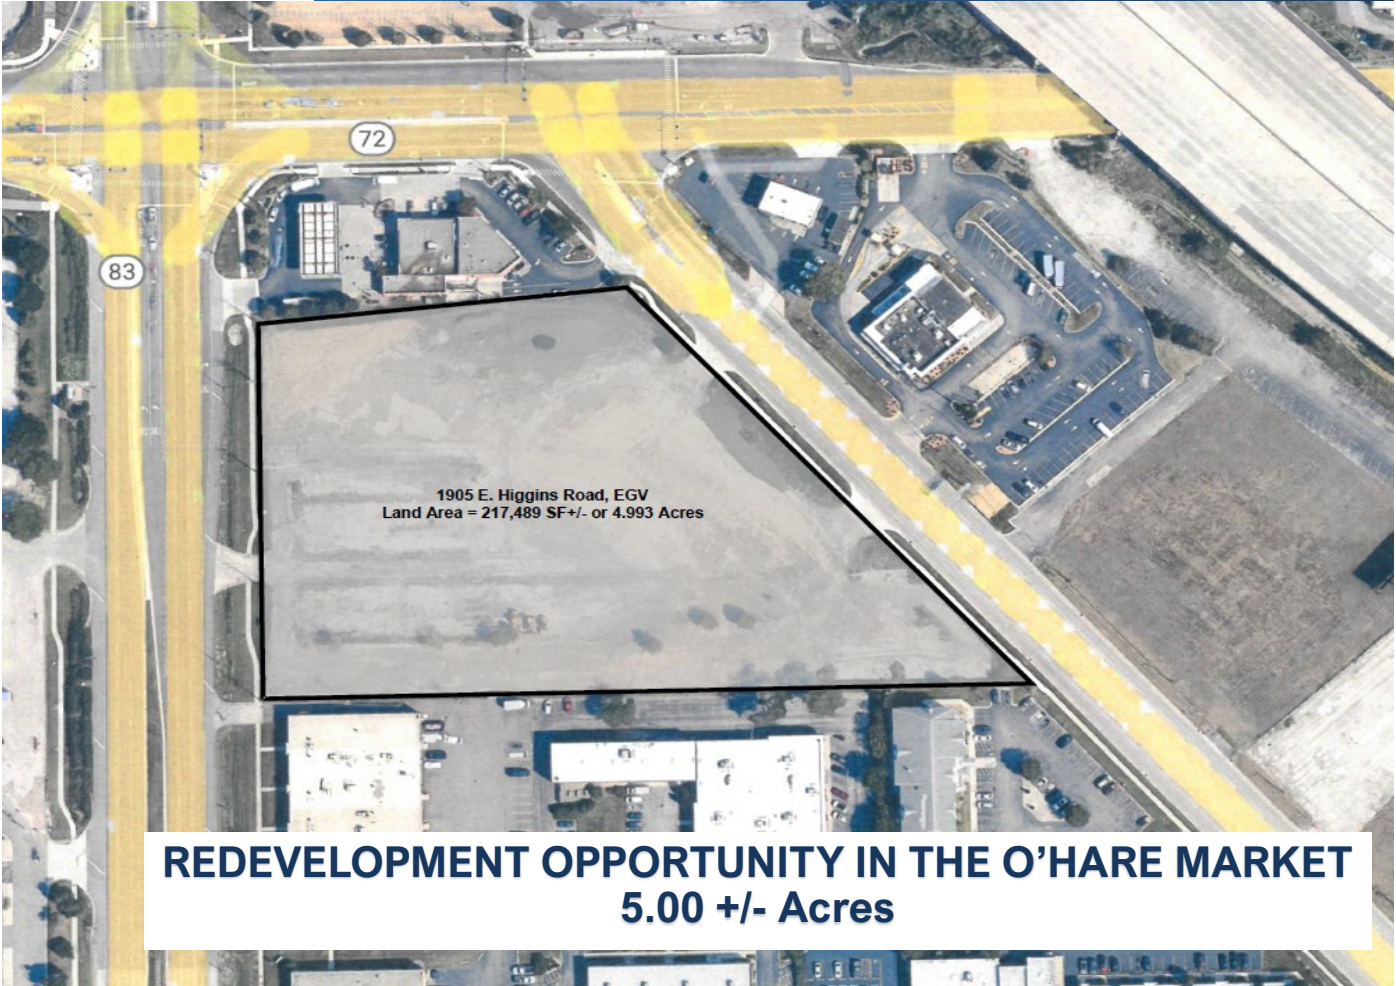 72
83
1905 E. Higgins Road, EGV
Land Area = 217,489 SF+/- or 4.993 Acres
REDEVELOPMENT OPPORTUNITY IN THE O’HARE MARKET
5.00 +/- Acres